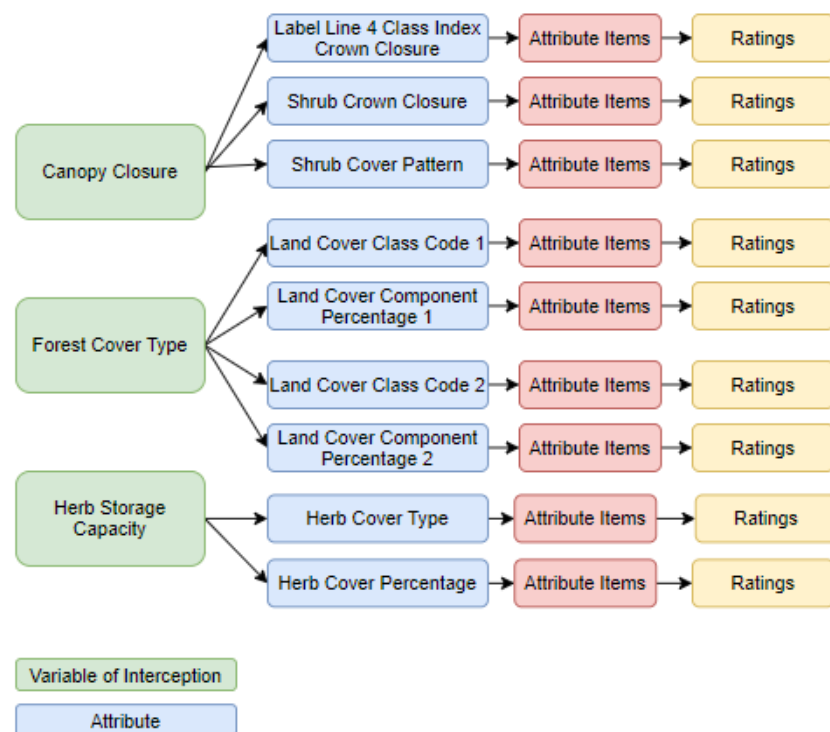 Label Line 4 Class Index
Crown Closure
Attribute Items
Ratings
Shrub Crown Closure
Attribute Items
Ratings
Canopy Closure
Shrub Cover Pattern
Attribute Items
Ratings
Land Cover Class Code 1
Attribute Items
Ratings
Forest Cover Type
Land Cover Component
Percentage 1
Attribute Items
Ratings
Land Cover Class Code 2
Attribute Items
Ratings
Land Cover Component
Percentage 2
Attribute Items
Ratings
Herb Storage
Capacity
Herb Cover Type
Attribute Items
Ratings
Herb Cover Percentage
Attribute Items
Ratings
Variable of Interception
Attribute